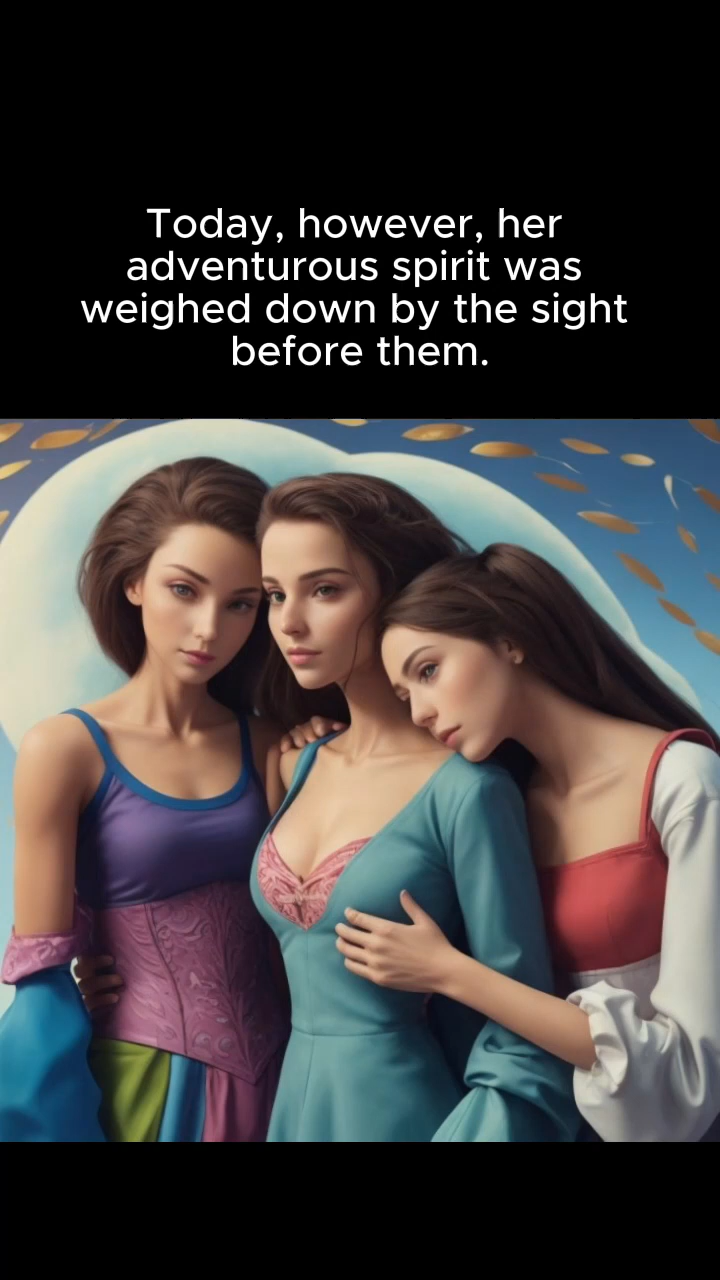 Today, however, her
adventurous spirit was
weighed down by the sight
before them.